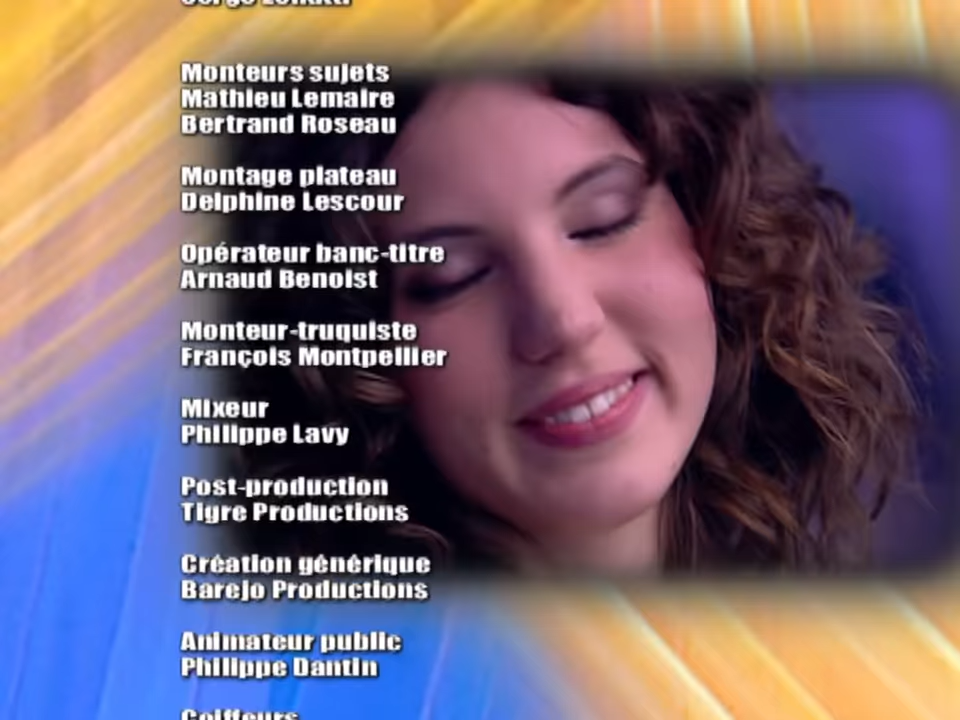 Monteurs sujets
Mathieu Lemaire
Bertrand Roseau
Montage plateau
Delphine Lescour
Opérateur banc-titre
Arnaud Benoist
Monteur-truquiste
François Montpellier
Mixeur
Philippe Lavy
Post-production
Tigre Productions
Création générique
Barejo Productions
Animateur public
Philippe Dantin
Coiffeurs